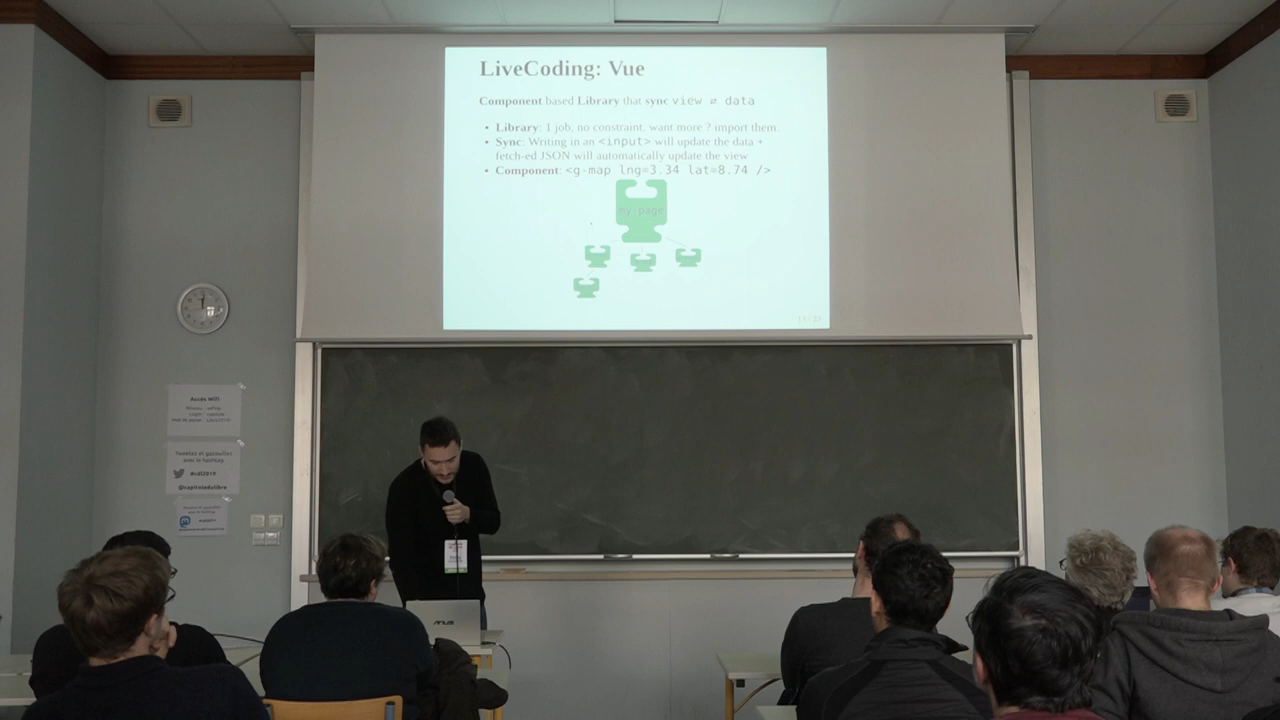 LiveCoding: Vue
Component based Library that sync view ⇄ data
• Library: 1 job, no constraint, want more ? import them.
• Sync: Writing in an <input> will update the data +
fetch-ed JSON will automatically update the view
• Component: <g-map lng=3.34 lat=8.74 />
my-page
Accès Wifi
Tweetez et gazouillez
avec le hashtag
#cdl2019
@capitoledulibre
ASUS